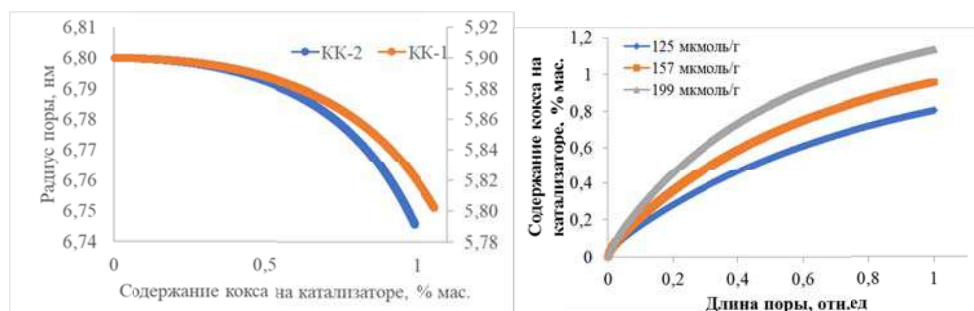 6,81
6,80
6,79
6,78
6,77
6,76
6,75
6,74
Радиус поры, нм
КК-2 КК-1
5,92
5,90
5,88
5,86
5,84
5,82
5,80
5,78
0 0,5 1
Содержание кокса на катализаторе, % мас.
1,2
1
0,8
0,6
0,4
0,2
0
Содержание кокса на
катализаторе. % мас.
125 мкмоль/г
157 мкмоль/г
199 мкмоль/г
0 0,2 0,4 0,6 0,8 1
Длина поры, отн.ед